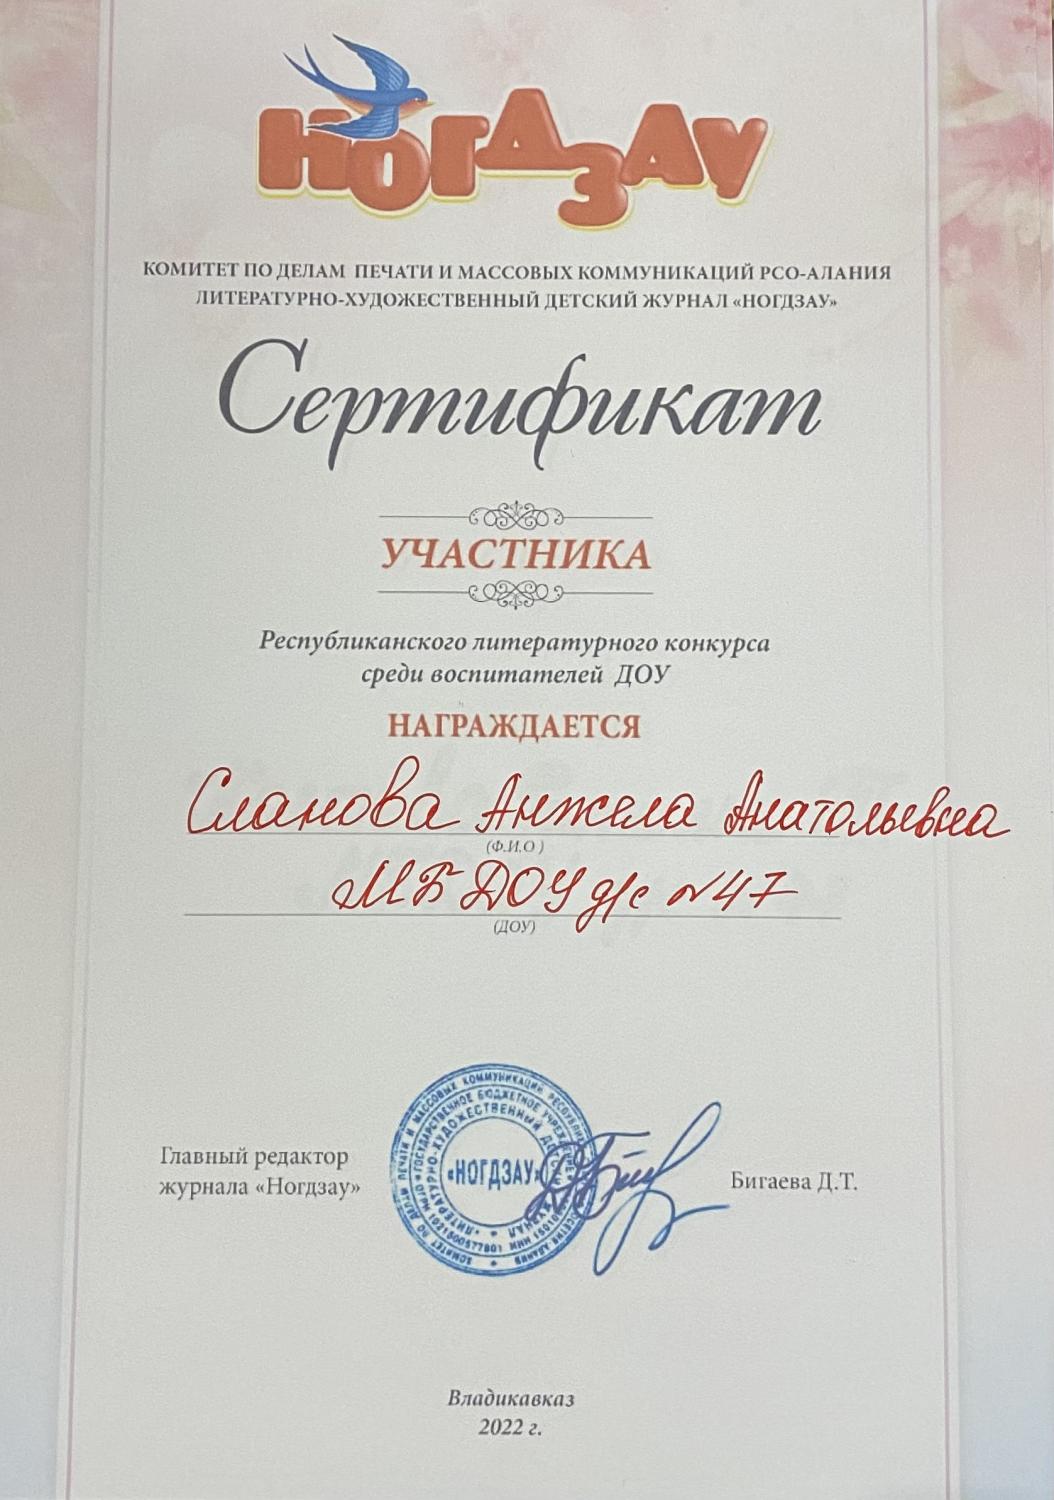 НОГДЗАУ
КОМИТЕТ ПО ДЕЛАМ ПЕЧАТИ И МАССОВЫХ КОММУНИКАЦИЙ РСО-АЛАНИЯ
ЛИТЕРАТУРНО-ХУДОЖЕСТВЕННЫЙ ДЕТСКИЙ ЖУРНАЛ «НОГДЗАУ»
Сертификат
УЧАСТНИКА
Республиканского литературного конкурса
среди воспитателей ДОУ
НАГРАЖДАЕТСЯ
Сланова Анжела Анатольевна
(Ф.И.О )
МБДОУ д/с №47
(ДОУ)
Главный редактор
журнала «Ногдзау»
«НОГДЗАУ»
Бигаева Д.Т.
Владикавказ
2022 г.